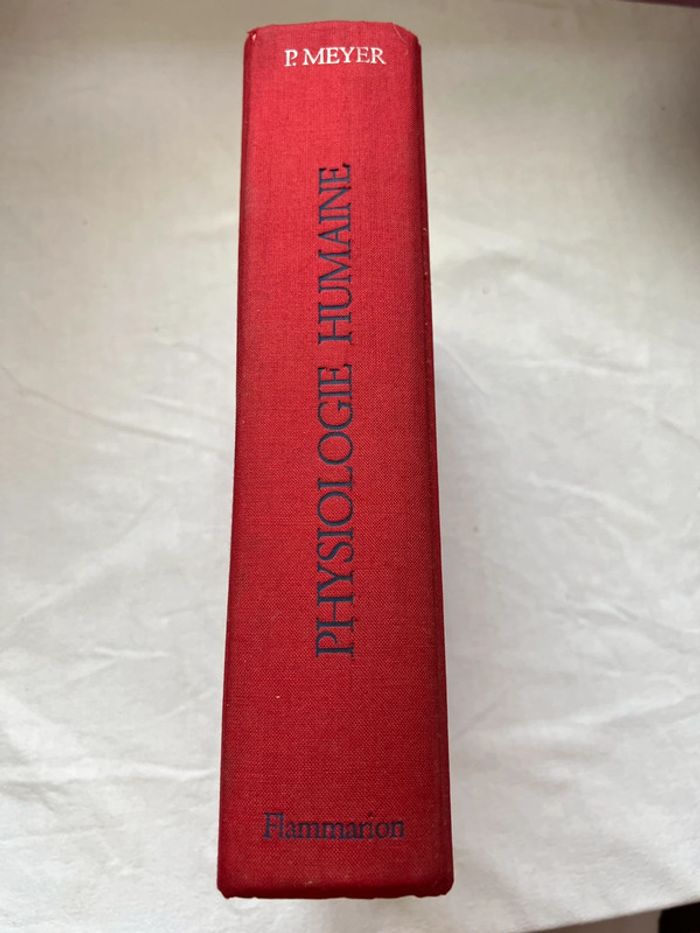 P. MEYER
PHYSIOLOGIE HUMAINE
Flammarion